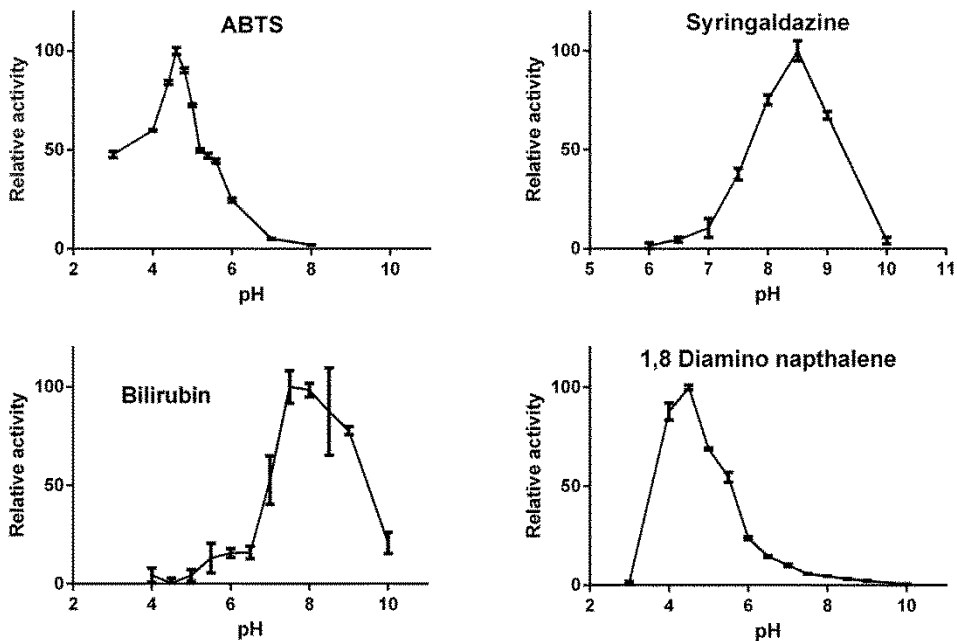 ABTS
Relative activity
100
50
0
2 4 6 8 10
pH
Syringaldazine
Relative activity
100
50
0
5 6 7 8 9 10 11
pH
Bilirubin
Relative activity
100
50
0
2 4 6 8 10
pH
1,8 Diamino napthalene
Relative activity
100
50
0
2 4 6 8 10
pH